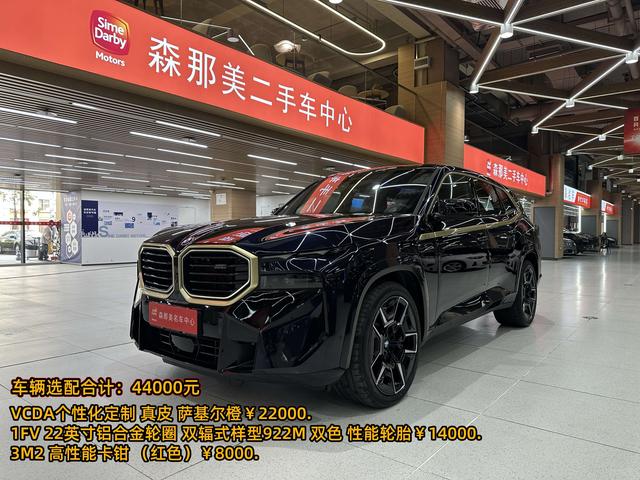 Sime
Darby
Motors
森那美二手车中心
森那美二手车中心
森那美名车中心
车辆选配合计：44000元
VCDA个性化定制 真皮 萨基尔橙￥22000.
1FV 22英寸铝合金轮圈 双辐式样型922M 双色 性能轮胎￥14000.
3M2 高性能卡钳 （红色）￥8000.